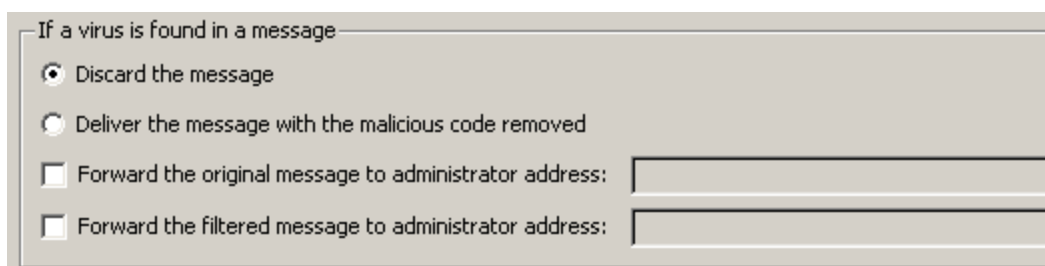 If a virus is found in a message
Discard the message
Deliver the message with the malicious code removed
Forward the original message to administrator address:
Forward the filtered message to administrator address: